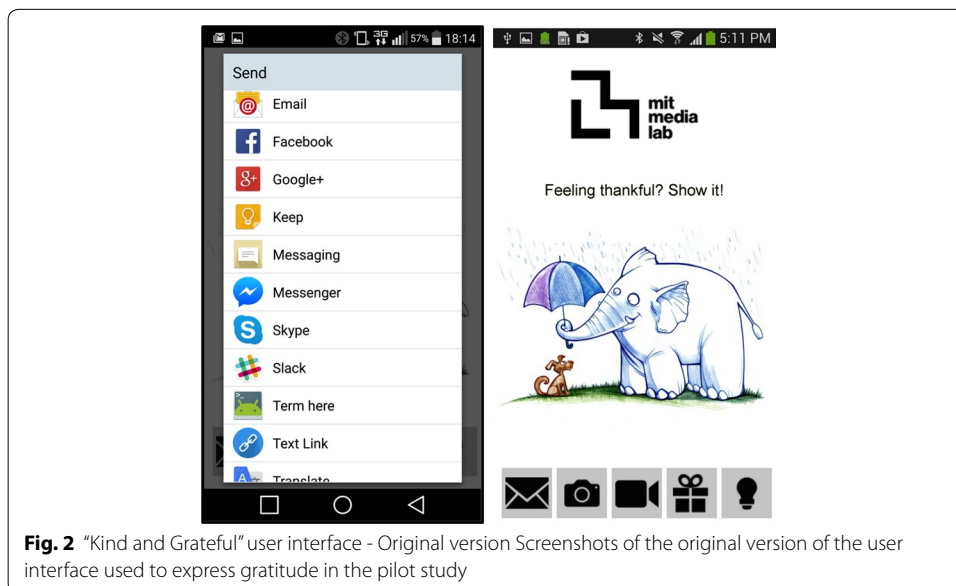 3G 57% 18:14
Send
Email
Facebook
Google+
Keep
Messaging
Messenger
Skype
Slack
Term here
Text Link
Translate
5:11 PM
mit
media
lab
Feeling thankful? Show it!
Fig. 2 “Kind and Grateful” user interface - Original version Screenshots of the original version of the user
interface used to express gratitude in the pilot study